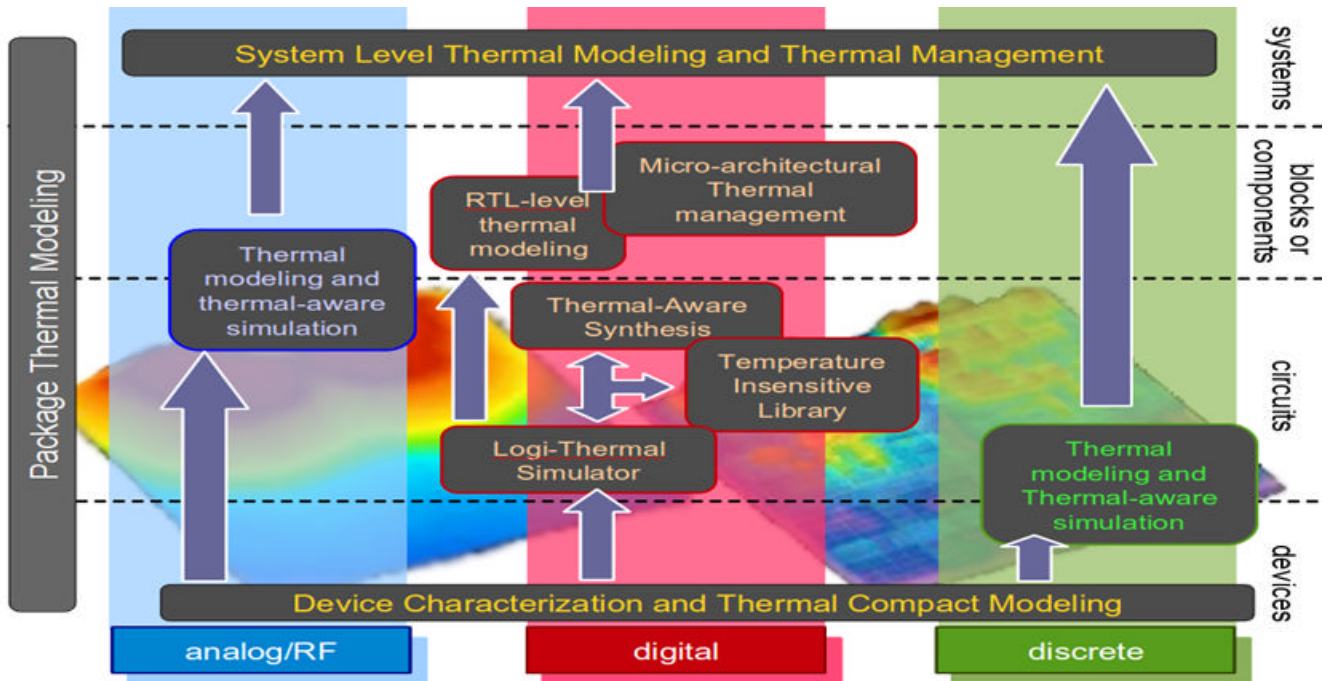 System Level Thermal Modeling and Thermal Management
systems
Package Thermal Modeling
Micro-architectural
Thermal
management
RTL-level
thermal
modeling
blocks or
components
Thermal
modeling and
thermal-aware
simulation
Thermal-Aware
Synthesis
Temperature
Insensitive
Library
circuits
Logi-Thermal
Simulator
Thermal
modeling and
Thermal-aware
simulation
devices
Device Characterization and Thermal Compact Modeling
analog/RF
digital
discrete